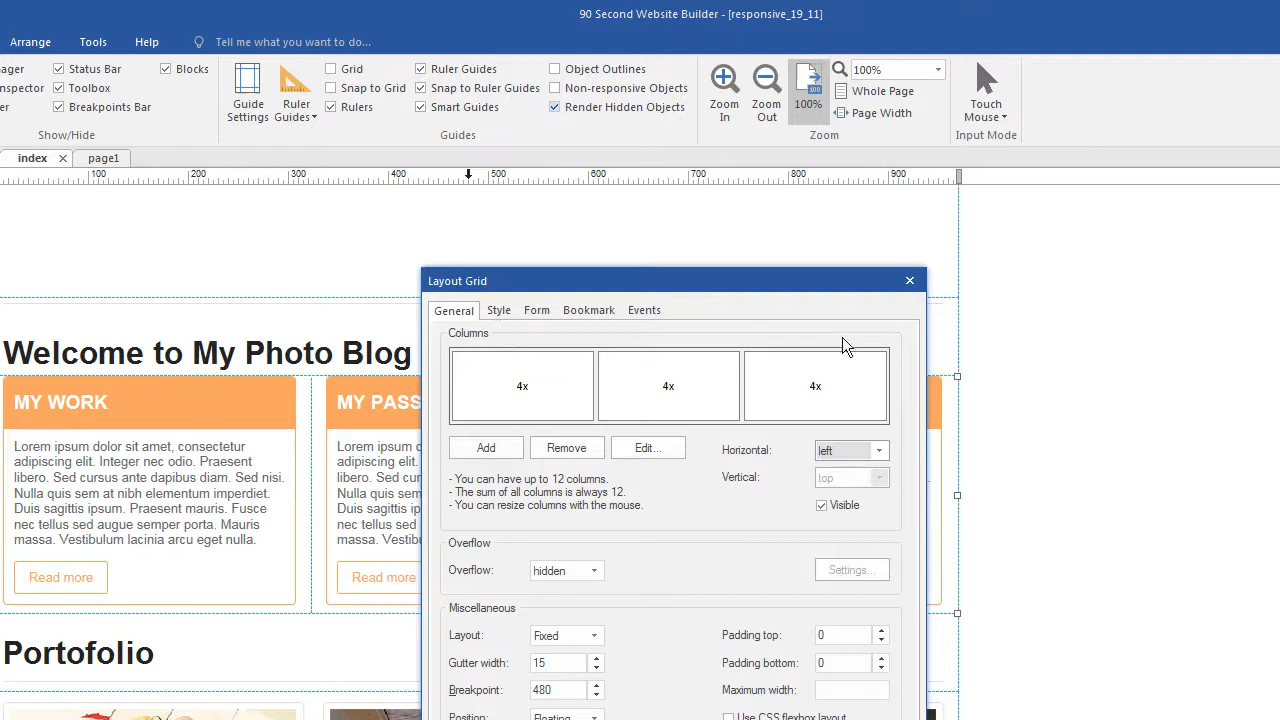 90 Second Website Builder - [responsive_19_11]
Arrange Tools Help Tell me what you want to do...
ager Status Bar Blocks Grid Ruler Guides Object Outlines 100%
nspector Toolbox Snap to Grid Snap to Ruler Guides Non-responsive Objects Whole Page
er Breakpoints Bar Rulers Smart Guides Render Hidden Objects Page Width
Guide Settings Ruler Guides Zoom In Zoom Out 100% Touch Mouse
Show/Hide Guides Zoom Input Mode
index page1
100 200 300 400 500 600 700 800 900
Layout Grid
General Style Form Bookmark Events
Columns
4x 4x 4x
Add Remove Edit... Horizontal: left
Vertical: top
- You can have up to 12 columns.
- The sum of all columns is always 12.
- You can resize columns with the mouse.
Visible
Overflow
Overflow: hidden Settings...
Miscellaneous
Layout: Fixed Padding top: 0
Gutter width: 15 Padding bottom: 0
Breakpoint: 480 Maximum width:
Position: Floating Use CSS flexbox layout
Welcome to My Photo Blog
MY WORK MY PASS
Lorem ipsum dolor sit amet, consectetur
adipiscing elit. Integer nec odio. Praesent
libero. Sed cursus ante dapibus diam. Sed nisi.
Nulla quis sem at nibh elementum imperdiet.
Duis sagittis ipsum. Praesent mauris. Fusce
nec tellus sed augue semper porta. Mauris
massa. Vestibulum lacinia arcu eget nulla.
Read more
Lorem ipsum d
adipiscing elit.
libero. Sed curs
Nulla quis sem
Duis sagittis ips
nec tellus sed a
massa. Vestibu
Read more
Portofolio